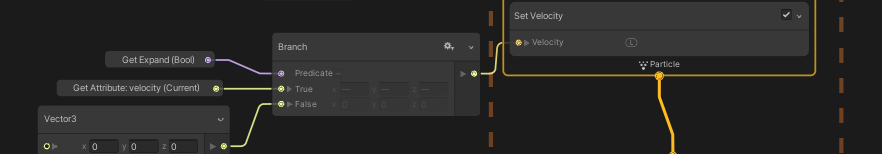 Set Velocity
Velocity L
Particle
Branch
Get Expand (Bool)
Predicate –
Get Attribute: velocity (Current)
True x — y — z —
False x 0 y 0 z 0
Vector3
x 0 y 0 z 0